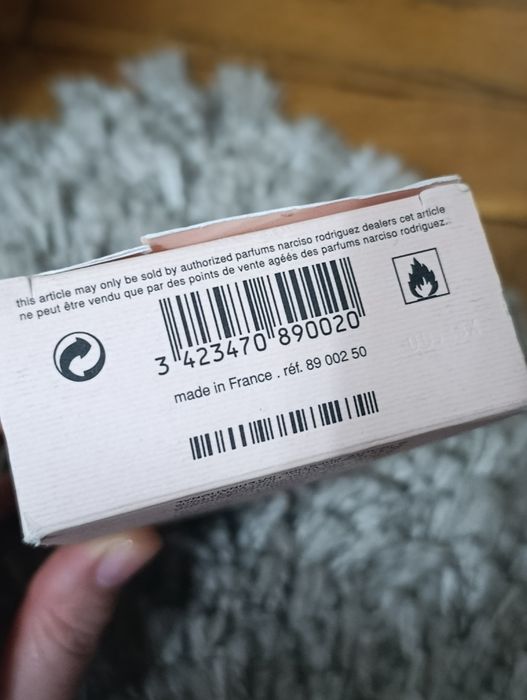 this article may only be sold by authorized parfums narciso rodriguez dealers cet article
ne peut être vendu que par des points de vente agéés des parfums narciso rodriguez.
3 423470 890020
made in France . réf. 89 002 50